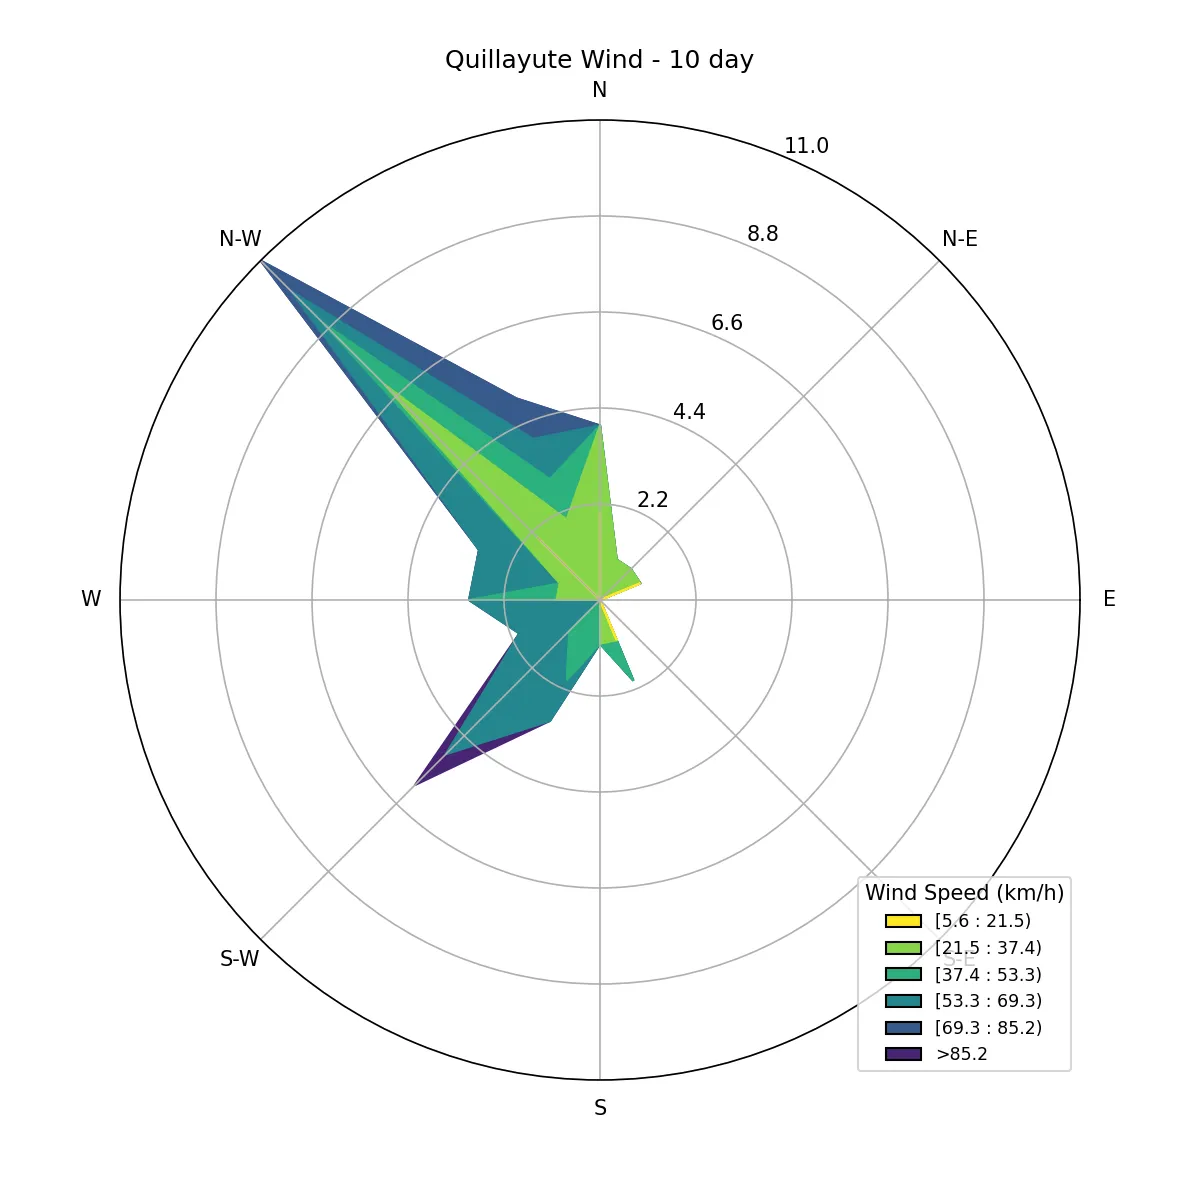 Quillayute Wind - 10 day
N
11.0
N-W
8.8
N-E
6.6
4.4
2.2
W
E
Wind Speed (km/h)
[5.6 : 21.5)
[21.5 : 37.4)
[37.4 : 53.3)
[53.3 : 69.3)
[69.3 : 85.2)
>85.2
S-W
S-E
S